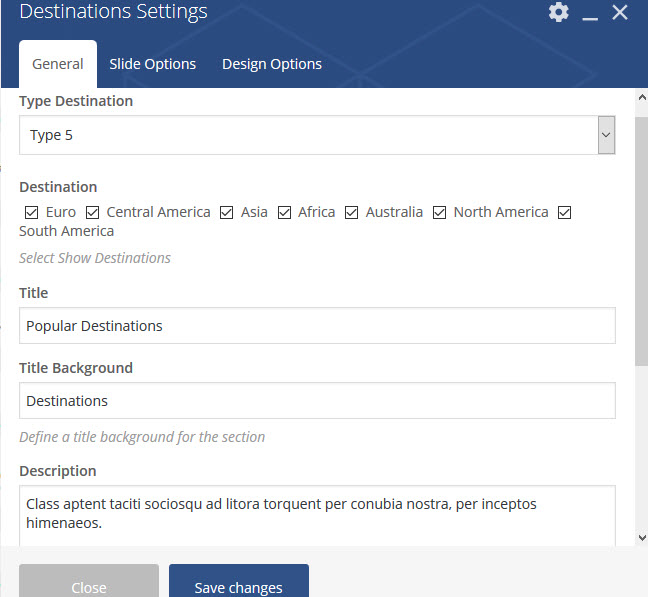 Destinations Settings
General Slide Options Design Options
Type Destination
Type 5
Destination
Euro Central America Asia Africa Australia North America
South America
Select Show Destinations
Title
Popular Destinations
Title Background
Destinations
Define a title background for the section
Description
Class aptent taciti sociosqu ad litora torquent per conubia nostra, per inceptos
himenaeos.
Close Save changes